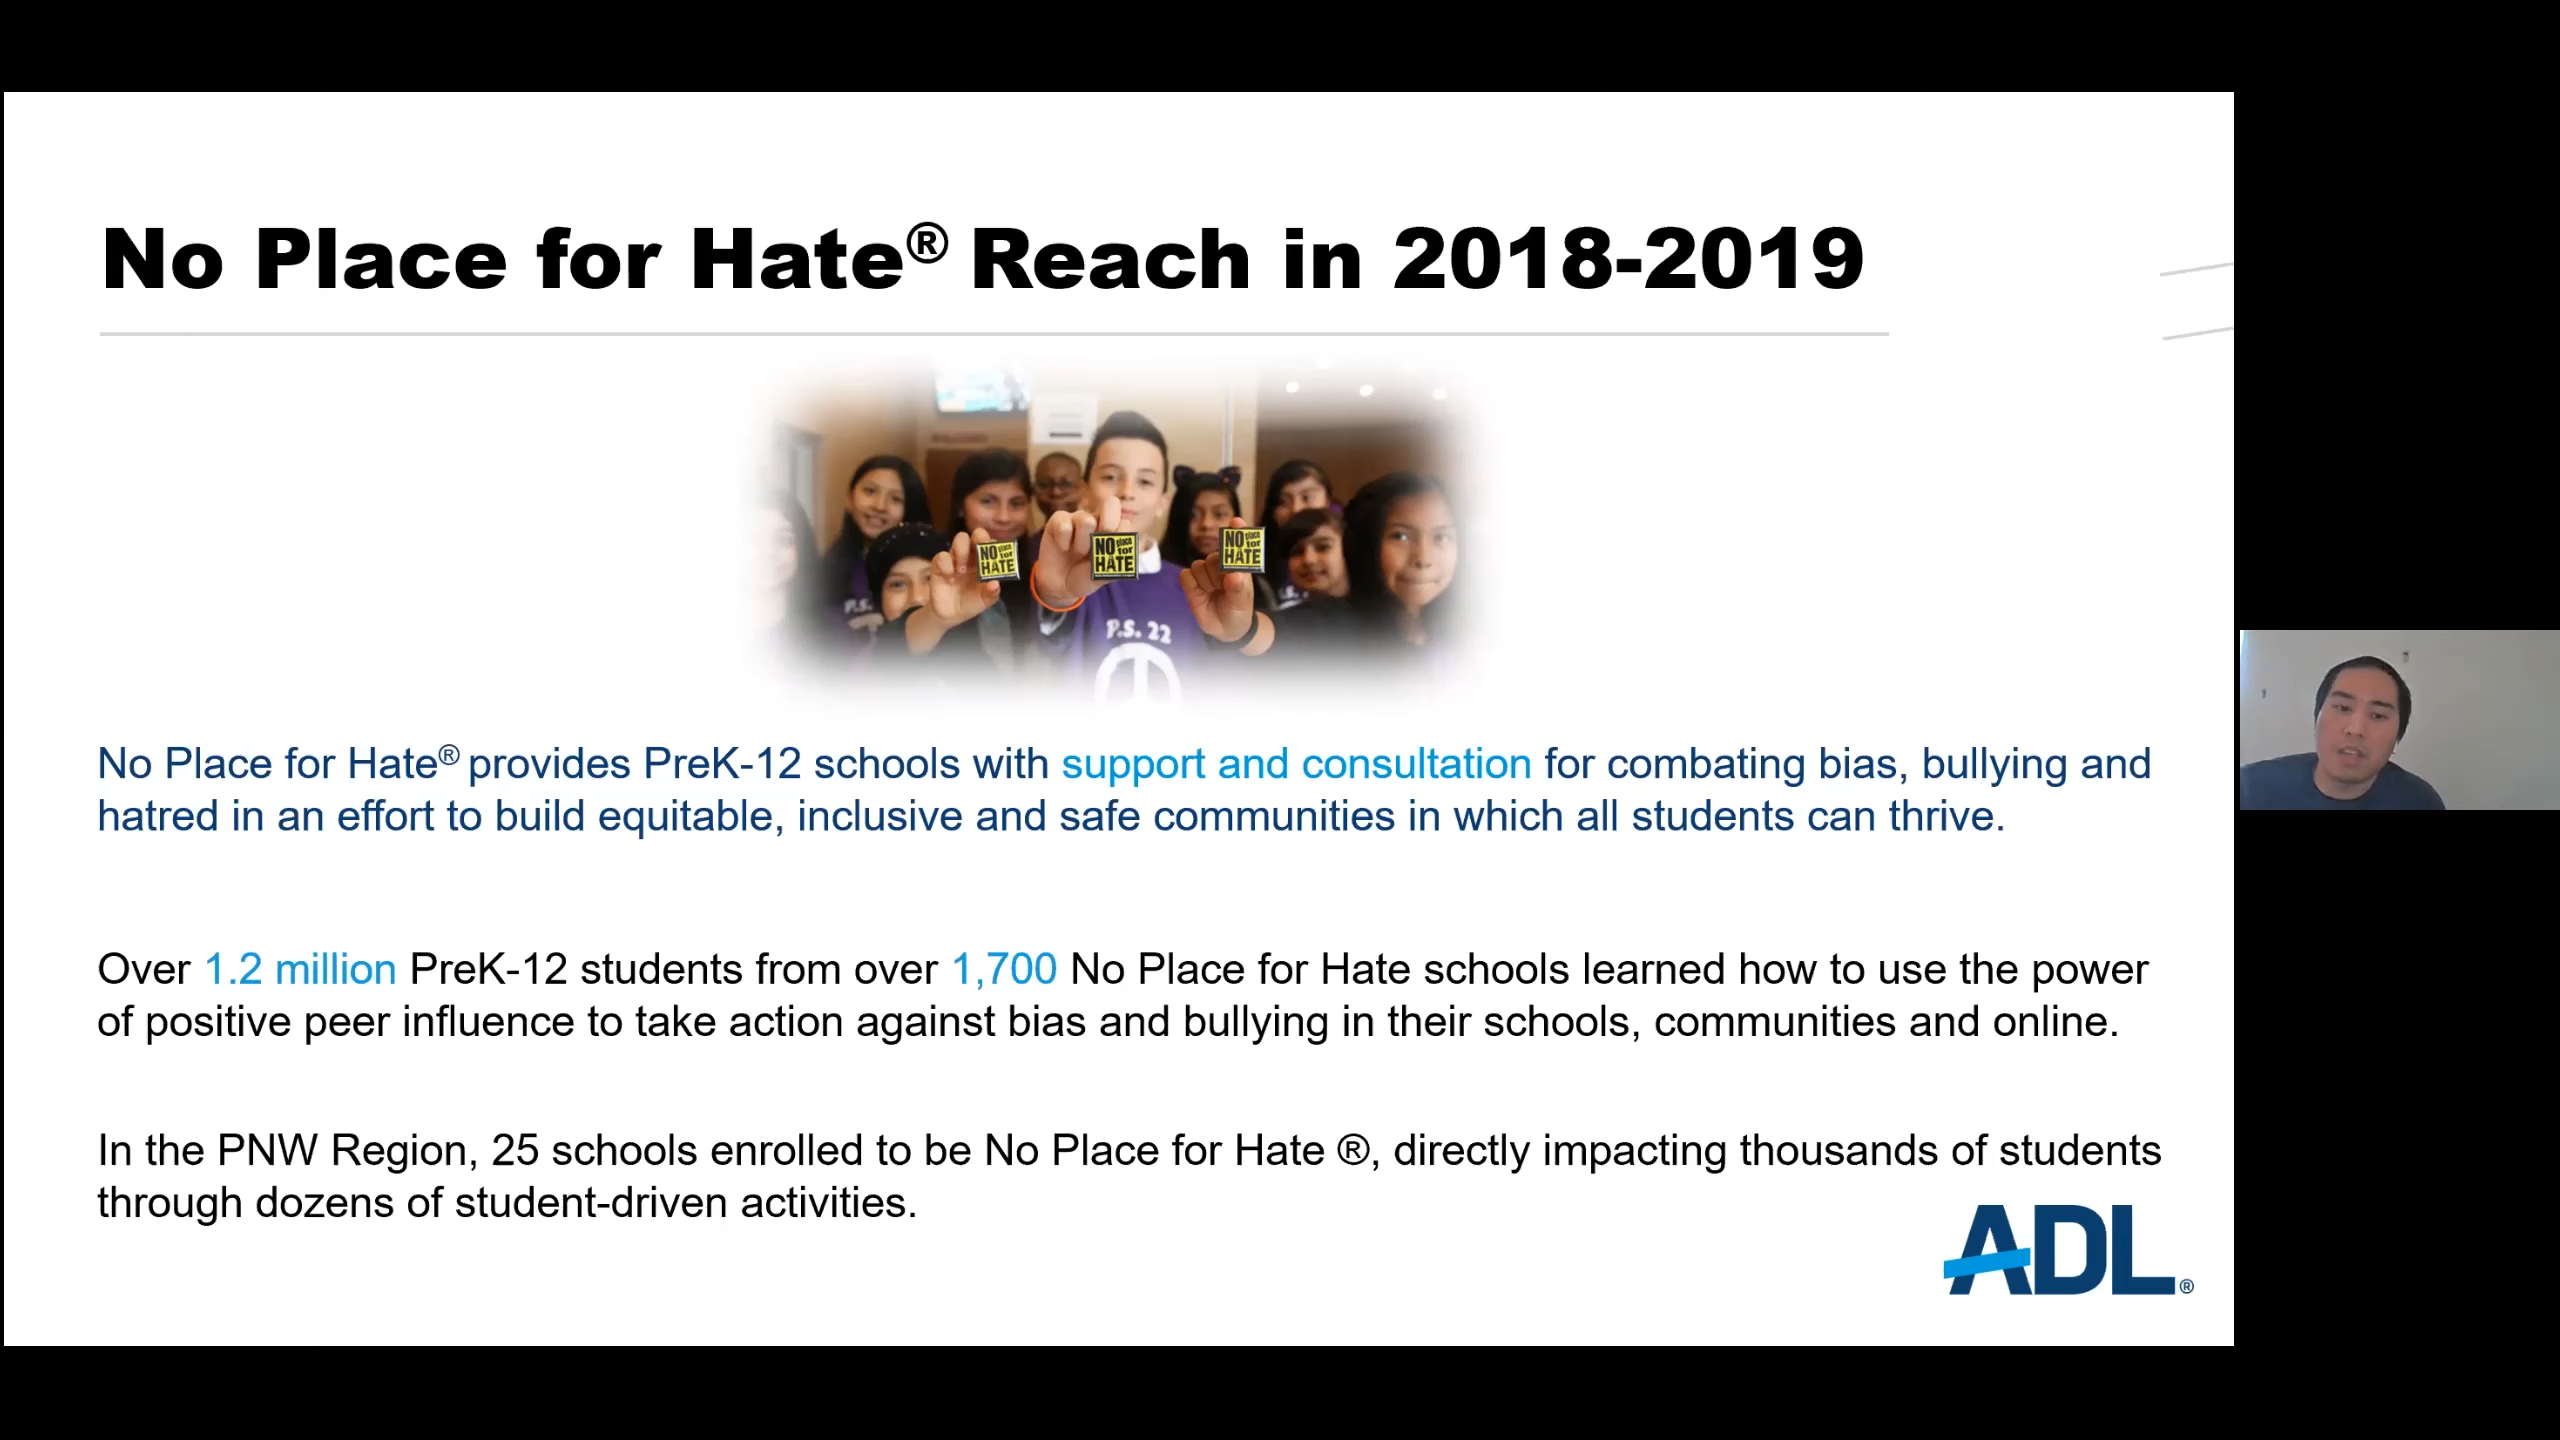 No Place for Hate® Reach in 2018-2019
NO place for HATE
NO place for HATE
NO place for HATE
P.S.
P.S. 22
No Place for Hate® provides PreK-12 schools with support and consultation for combating bias, bullying and
hatred in an effort to build equitable, inclusive and safe communities in which all students can thrive.
Over 1.2 million PreK-12 students from over 1,700 No Place for Hate schools learned how to use the power
of positive peer influence to take action against bias and bullying in their schools, communities and online.
In the PNW Region, 25 schools enrolled to be No Place for Hate ®, directly impacting thousands of students
through dozens of student-driven activities.
ADL®